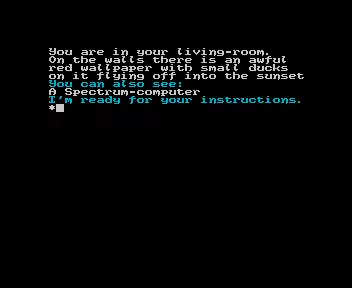 You are in your living-room.
On the walls there is an awful
red wallpaper with small ducks
on it flying off into the sunset
You can also see:
A Spectrum-computer
I'm ready for your instructions.
*